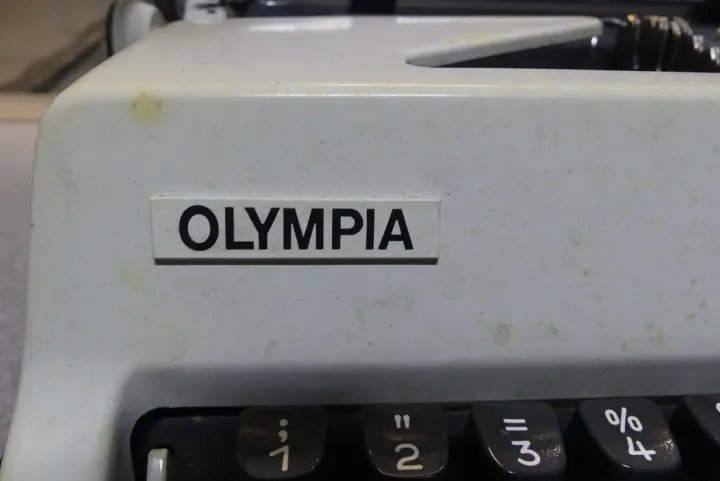 OLYMPIA
; " = %
1 2 3 4